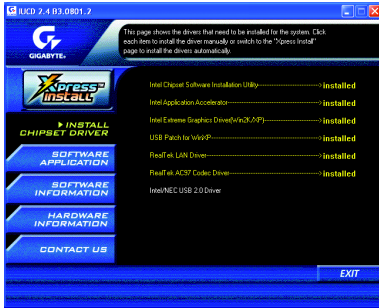 IUCD 2.4 B3.0801.2
GIGABYTE
This page shows the drivers that need to be installed for the system. Click
each item to install the driver manually or switch to the "Xpress Install"
page to install the drivers automatically.
Xpress
install
INSTALL
CHIPSET DRIVER
SOFTWARE
APPLICATION
SOFTWARE
INFORMATION
HARDWARE
INFORMATION
CONTACT US
Intel Chipset Software Installation Utility installed
Intel Application Accelerator installed
Intel Extreme Graphics Driver(Win2K/XP) installed
USB Patch for WinXP installed
RealTek LAN Driver installed
RealTek AC97 Codec Driver installed
Intel/NEC USB 2.0 Driver
EXIT